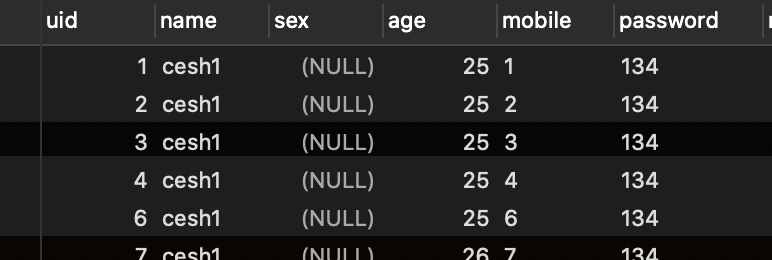 uid name sex age mobile password
1 cesh1 (NULL) 25 1 134
2 cesh1 (NULL) 25 2 134
3 cesh1 (NULL) 25 3 134
4 cesh1 (NULL) 25 4 134
6 cesh1 (NULL) 25 6 134
7 cesh1 (NULL) 26 7 134